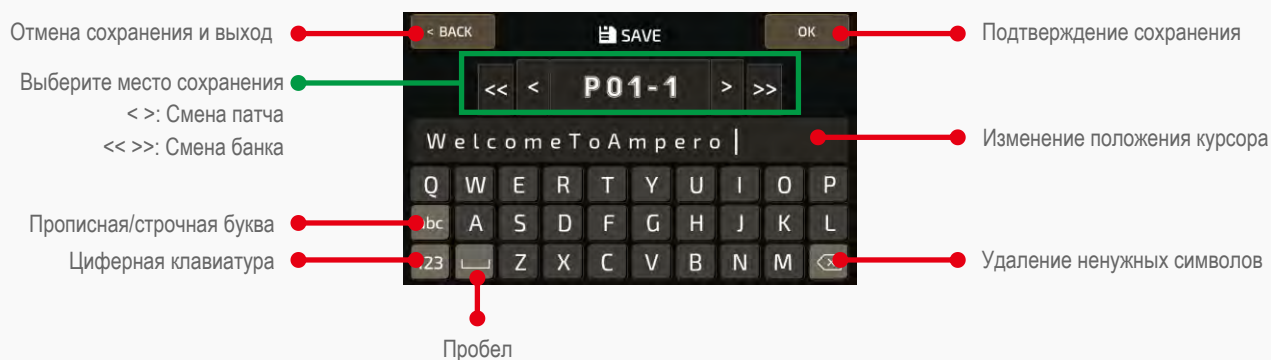 Отмена сохранения и выход
< BACK
SAVE
OK
Подтверждение сохранения
Выберите место сохранения
< >: Смена патча
<< >>: Смена банка
<< < P01-1 > >>
WelcomeToAmpero
Изменение положения курсора
Q W E R T Y U I O P
Прописная/строчная буква
abc A S D F G H J K L
Циферная клавиатура
123 Z X C V B N M
Удаление ненужных символов
Пробел